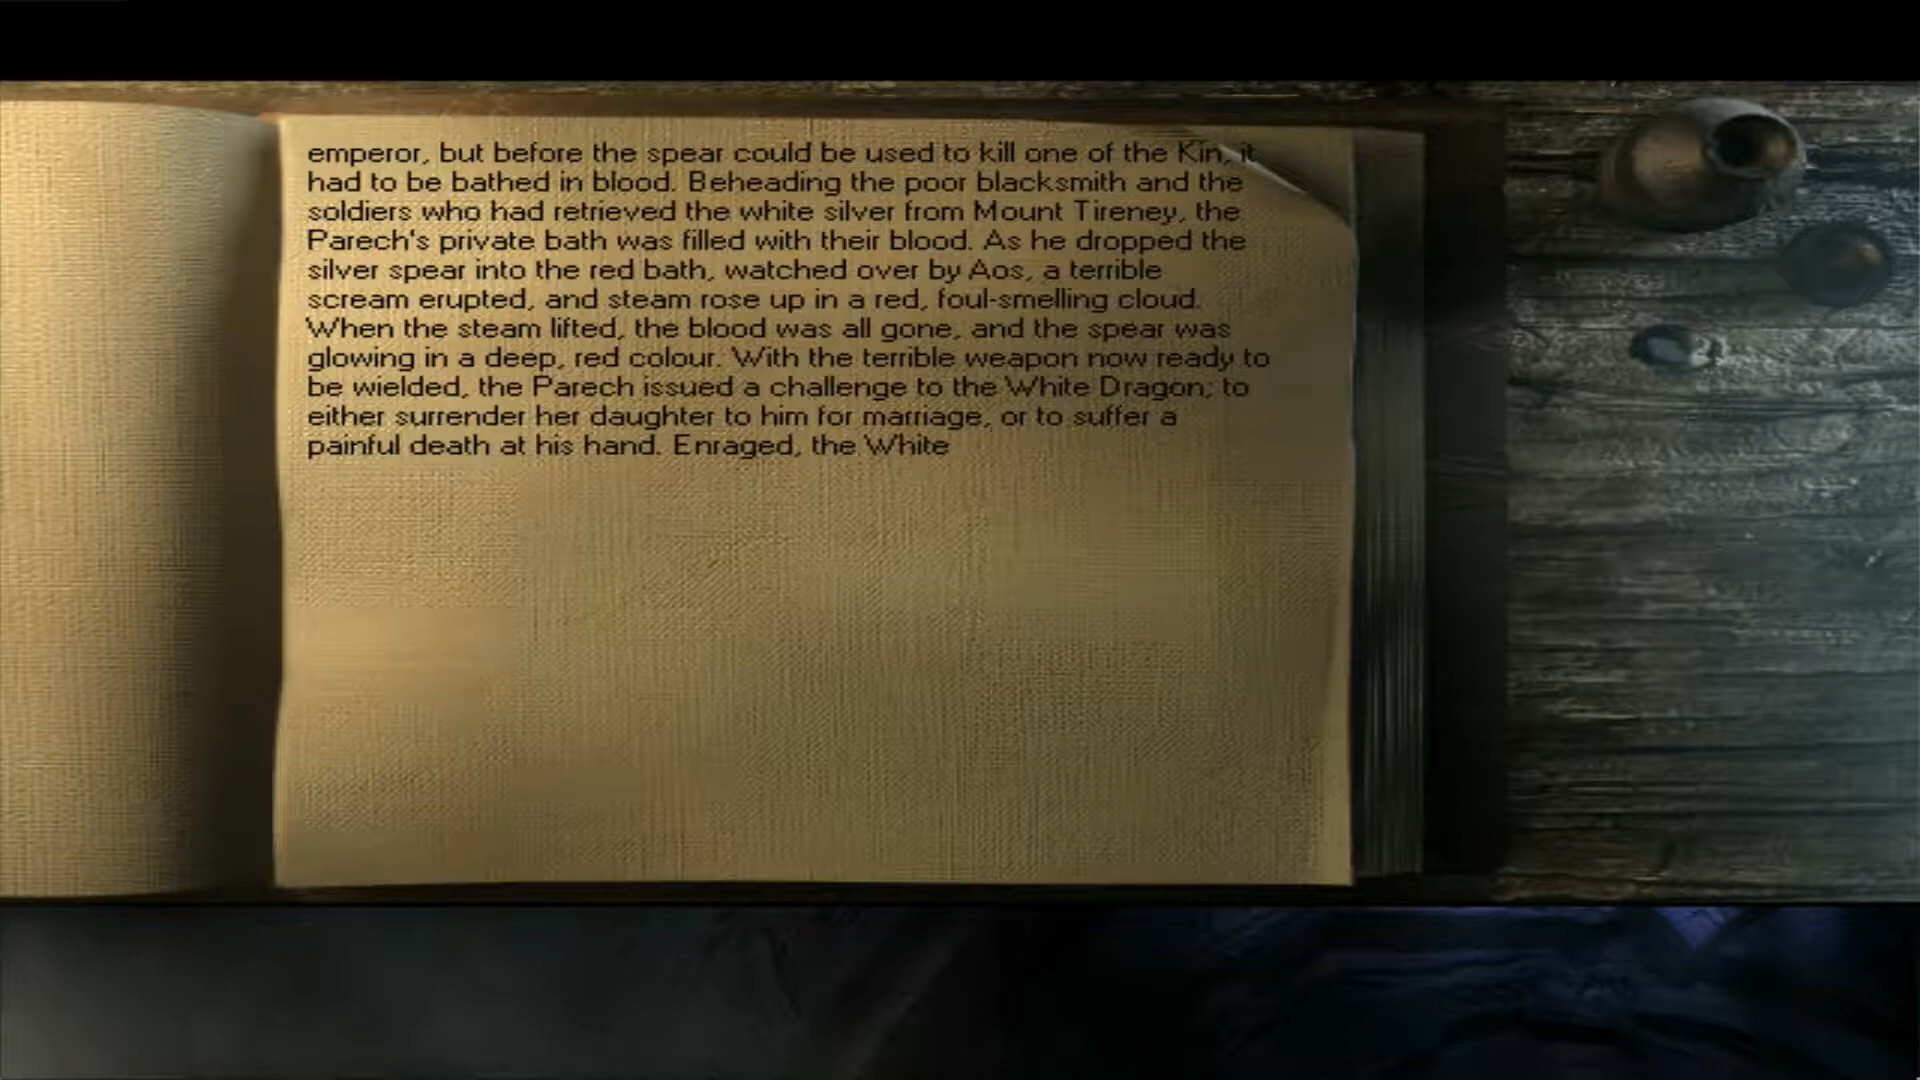 emperor, but before the spear could be used to kill one of the Kin, it
had to be bathed in blood. Beheading the poor blacksmith and the
soldiers who had retrieved the white silver from Mount Tireney, the
Parech's private bath was filled with their blood. As he dropped the
silver spear into the red bath, watched over by Aos, a terrible
scream erupted, and steam rose up in a red, foul-smelling cloud.
When the steam lifted, the blood was all gone, and the spear was
glowing in a deep, red colour. With the terrible weapon now ready to
be wielded, the Parech issued a challenge to the White Dragon; to
either surrender her daughter to him for marriage, or to suffer a
painful death at his hand. Enraged, the White